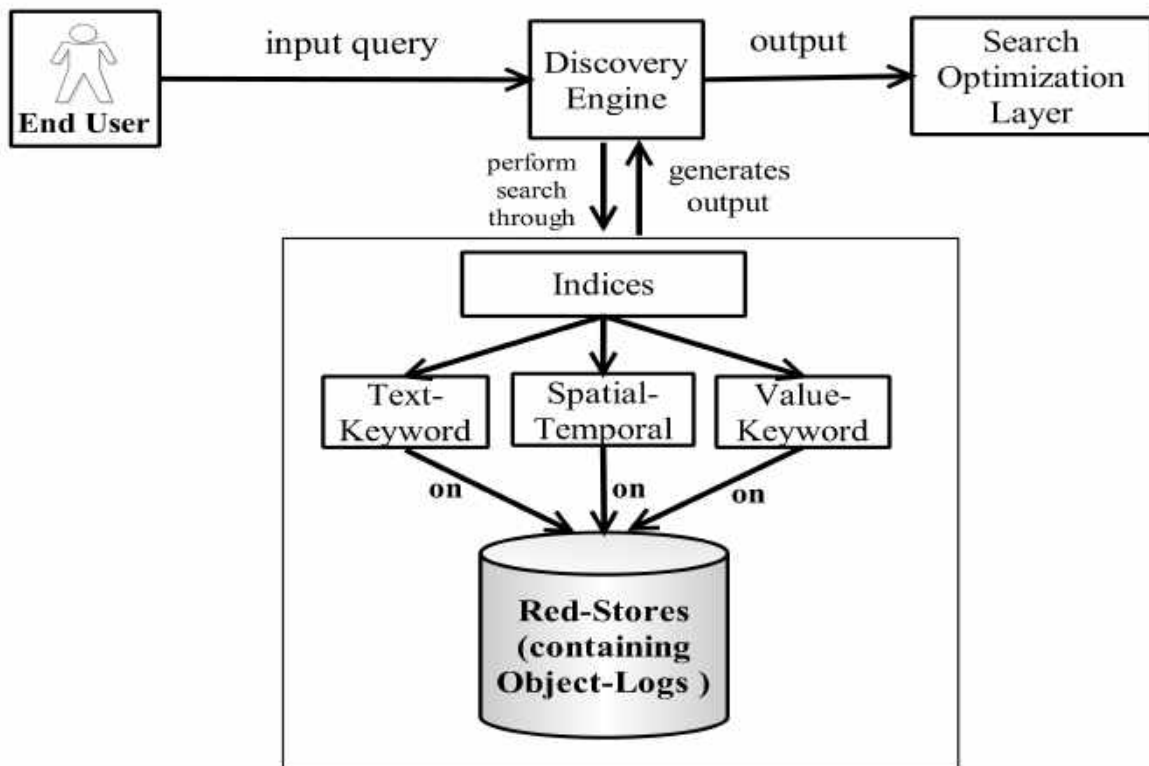 input query
output
End User
Discovery
Engine
Search
Optimization
Layer
perform
search
through
generates
output
Indices
Text-
Keyword
Spatial-
Temporal
Value-
Keyword
on
on
on
Red-Stores
(containing
Object-Logs )